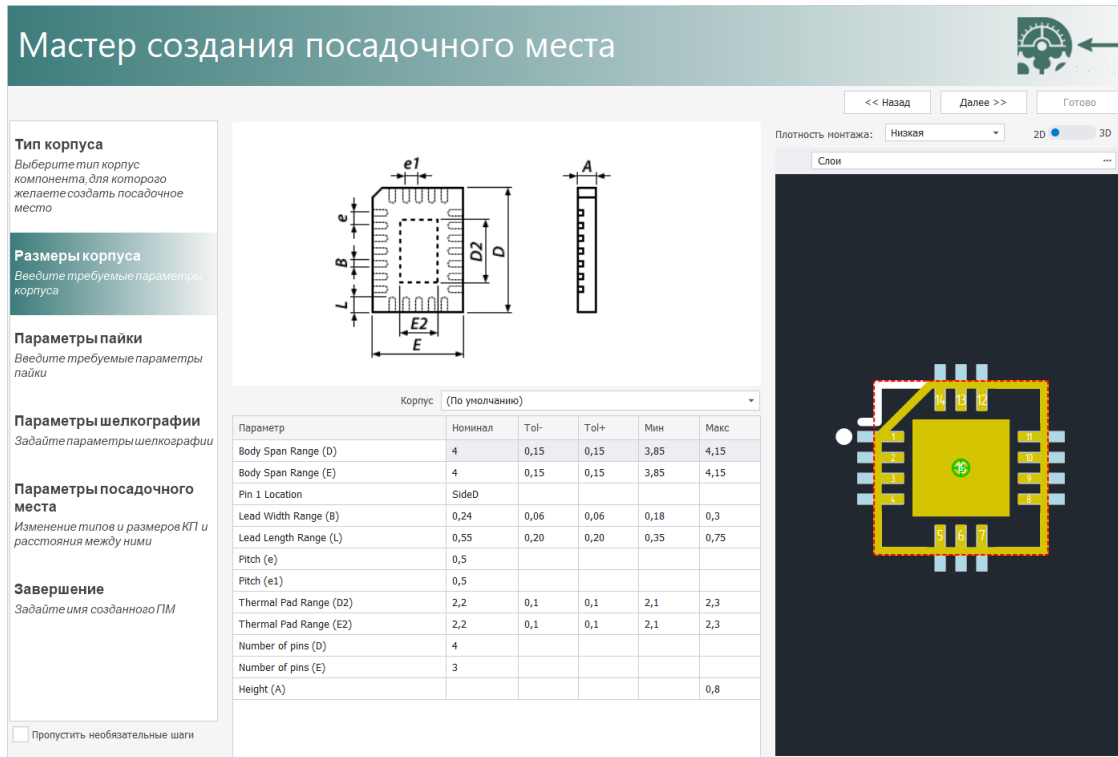 Мастер создания посадочного места
<< Назад Далее >> Готово
Плотность монтажа: Низкая 2D 3D
Слои ...
Тип корпуса
Выберите тип корпус
компонента, для которого
желаете создать посадочное
место
Размеры корпуса
Введите требуемые параметры
корпуса
Параметры пайки
Введите требуемые параметры
пайки
Параметры шелкографии
Задайте параметры шелкографии
Параметры посадочного
места
Изменение типов и размеров КП и
расстояния между ними
Завершение
Задайте имя созданного ПМ
Пропустить необязательные шаги
e1
A
e
B
L
D2
D
E2
E
Корпус (По умолчанию)
Параметр Номинал Tol- Tol+ Мин Макс
Body Span Range (D) 4 0,15 0,15 3,85 4,15
Body Span Range (E) 4 0,15 0,15 3,85 4,15
Pin 1 Location SideD
Lead Width Range (B) 0,24 0,06 0,06 0,18 0,3
Lead Length Range (L) 0,55 0,20 0,20 0,35 0,75
Pitch (e) 0,5
Pitch (e1) 0,5
Thermal Pad Range (D2) 2,2 0,1 0,1 2,1 2,3
Thermal Pad Range (E2) 2,2 0,1 0,1 2,1 2,3
Number of pins (D) 4
Number of pins (E) 3
Height (A) 0,8
14 13 12
1 11
2 10
3 9
4 8
5 6 7